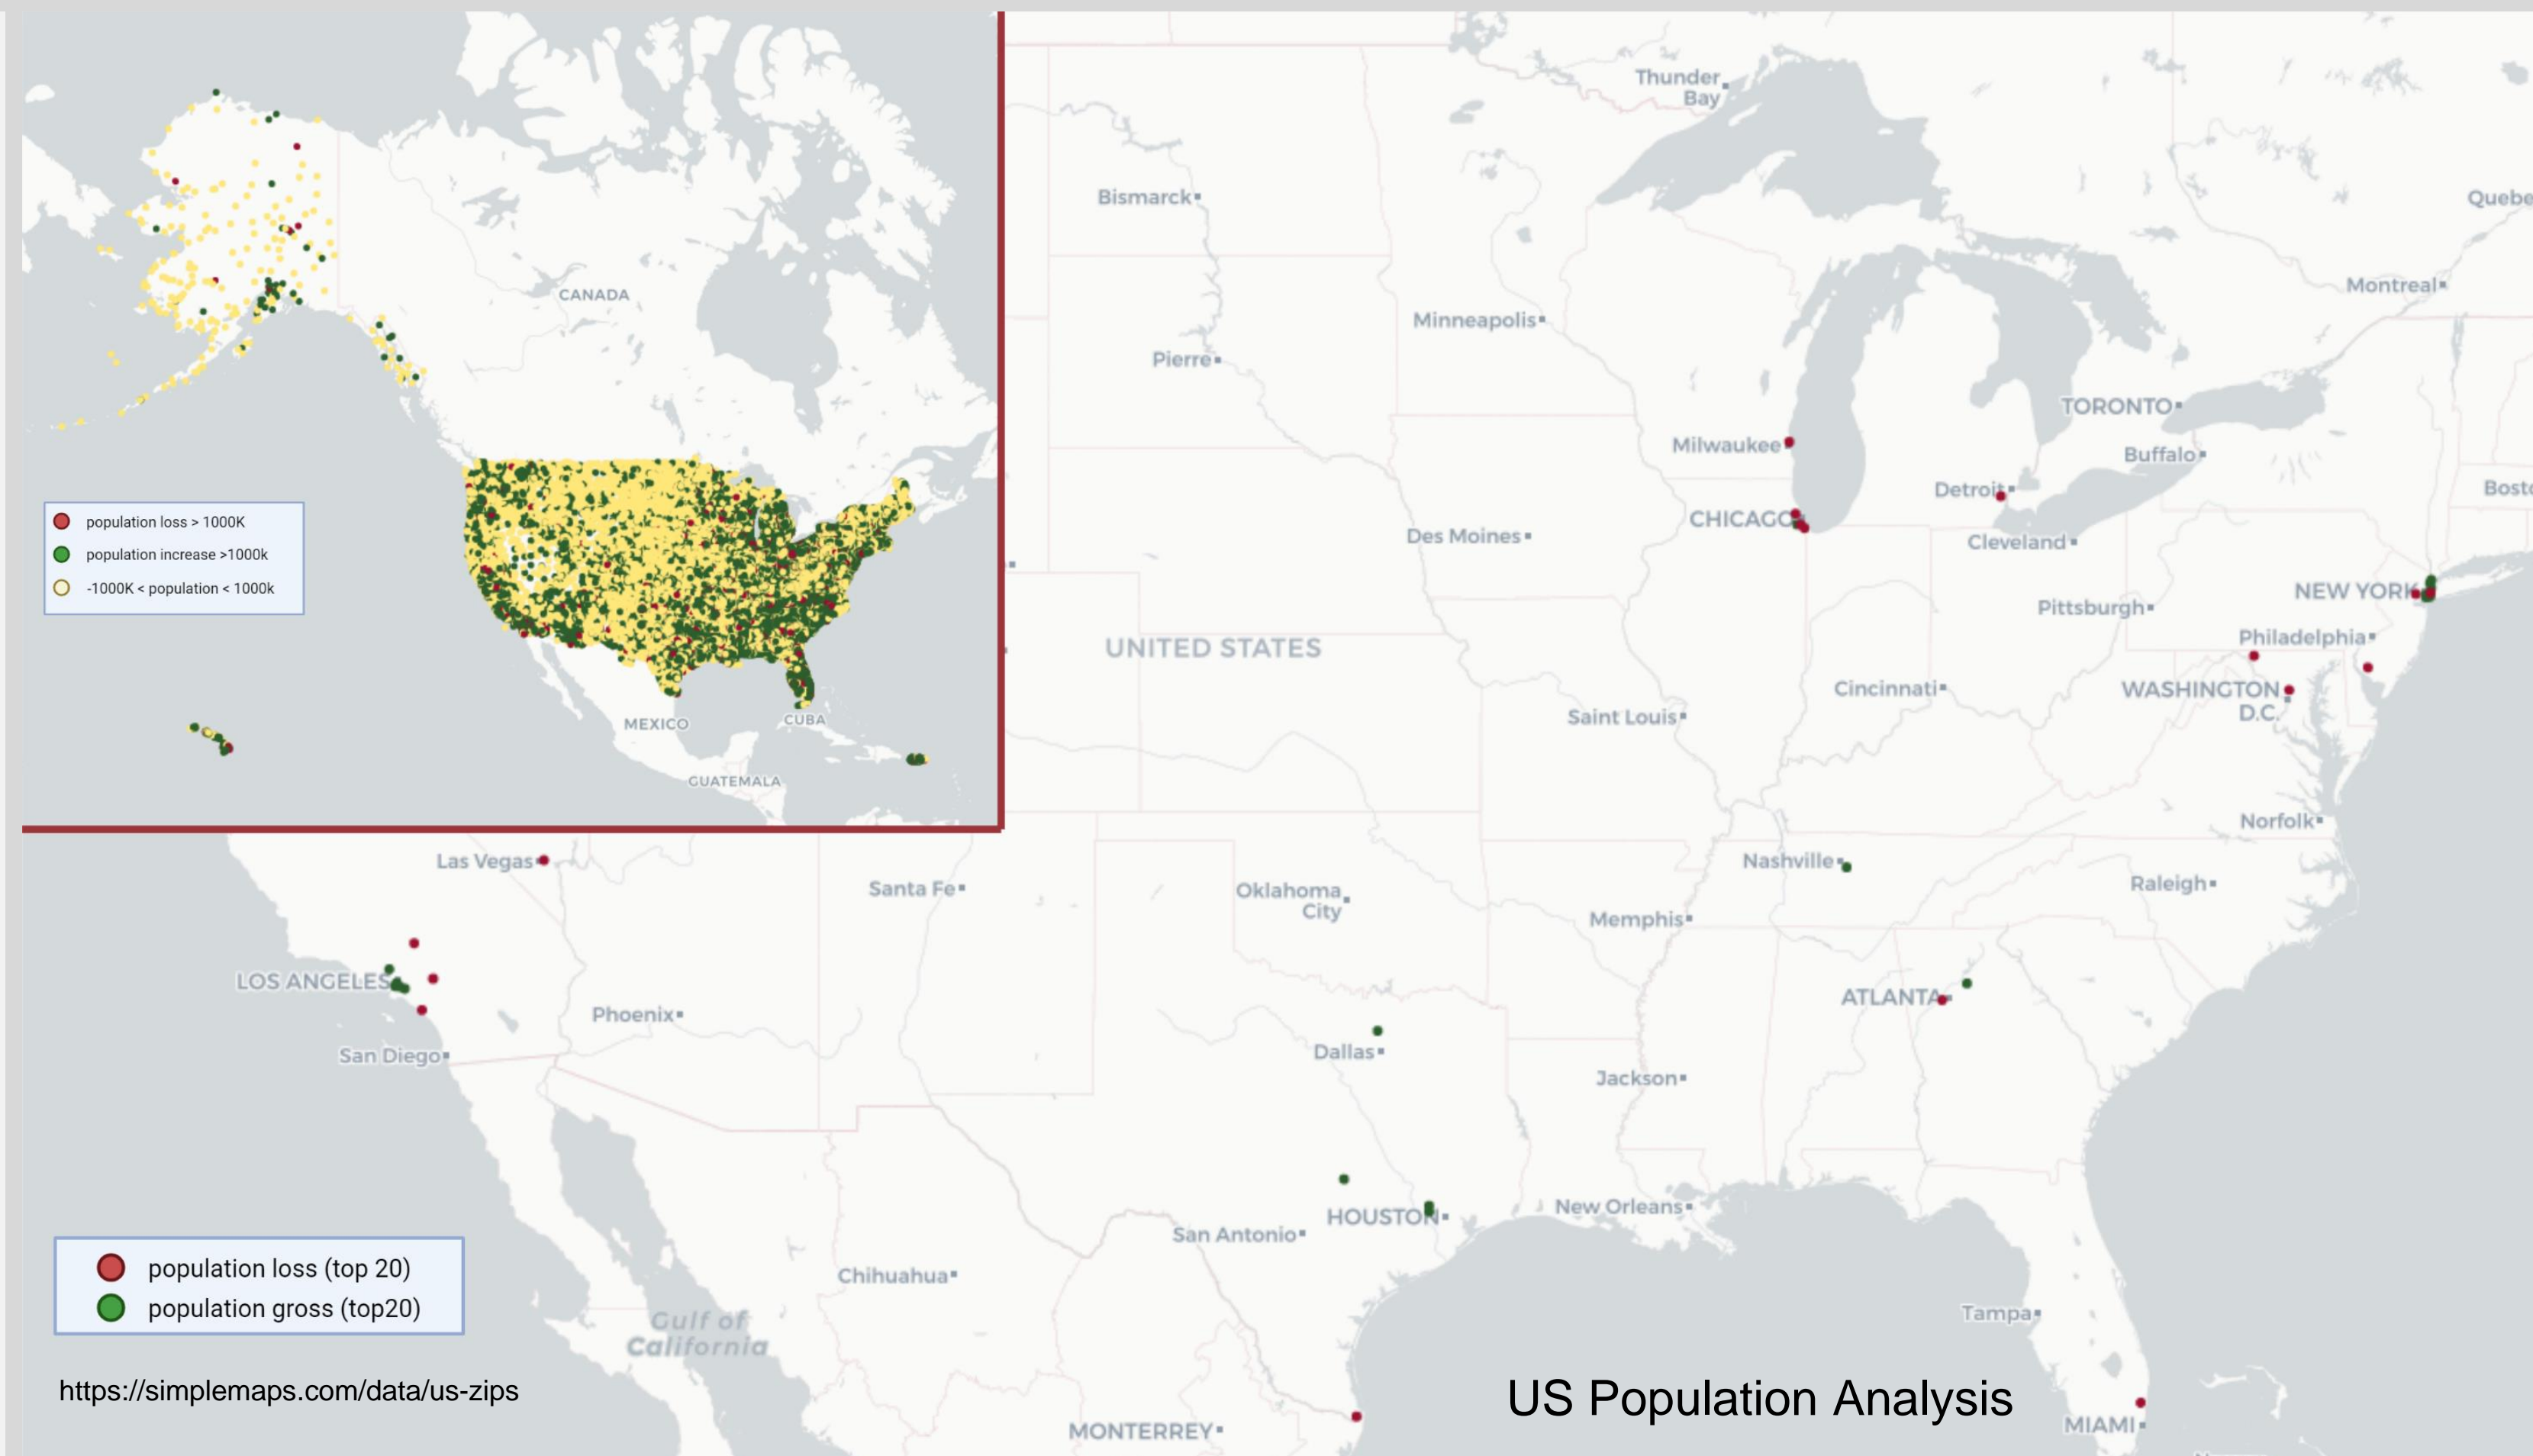 CANADA
population loss > 1000K
population increase >1000k
-1000K < population < 1000k
MEXICO
CUBA
GUATEMALA
Thunder
Bay
Bismarck
Minneapolis
Pierre
Quebe
Montreal
TORONTO
Milwaukee
Buffalo
Detroit
Bosto
CHICAGO
Des Moines
Cleveland
NEW YORK
Pittsburgh
Philadelphia
UNITED STATES
Cincinnati
WASHINGTON
D.C.
Saint Louis
Norfolk
Las Vegas
Santa Fe
Oklahoma
City
Nashville
Raleigh
Memphis
LOS ANGELES
Phoenix
ATLANTA
San Diego
Dallas
Jackson
HOUSTON
New Orleans
San Antonio
Chihuahua
population loss (top 20)
population gross (top20)
Gulf of
California
Tampa
https://simplemaps.com/data/us-zips
US Population Analysis
MONTERREY
MIAMI